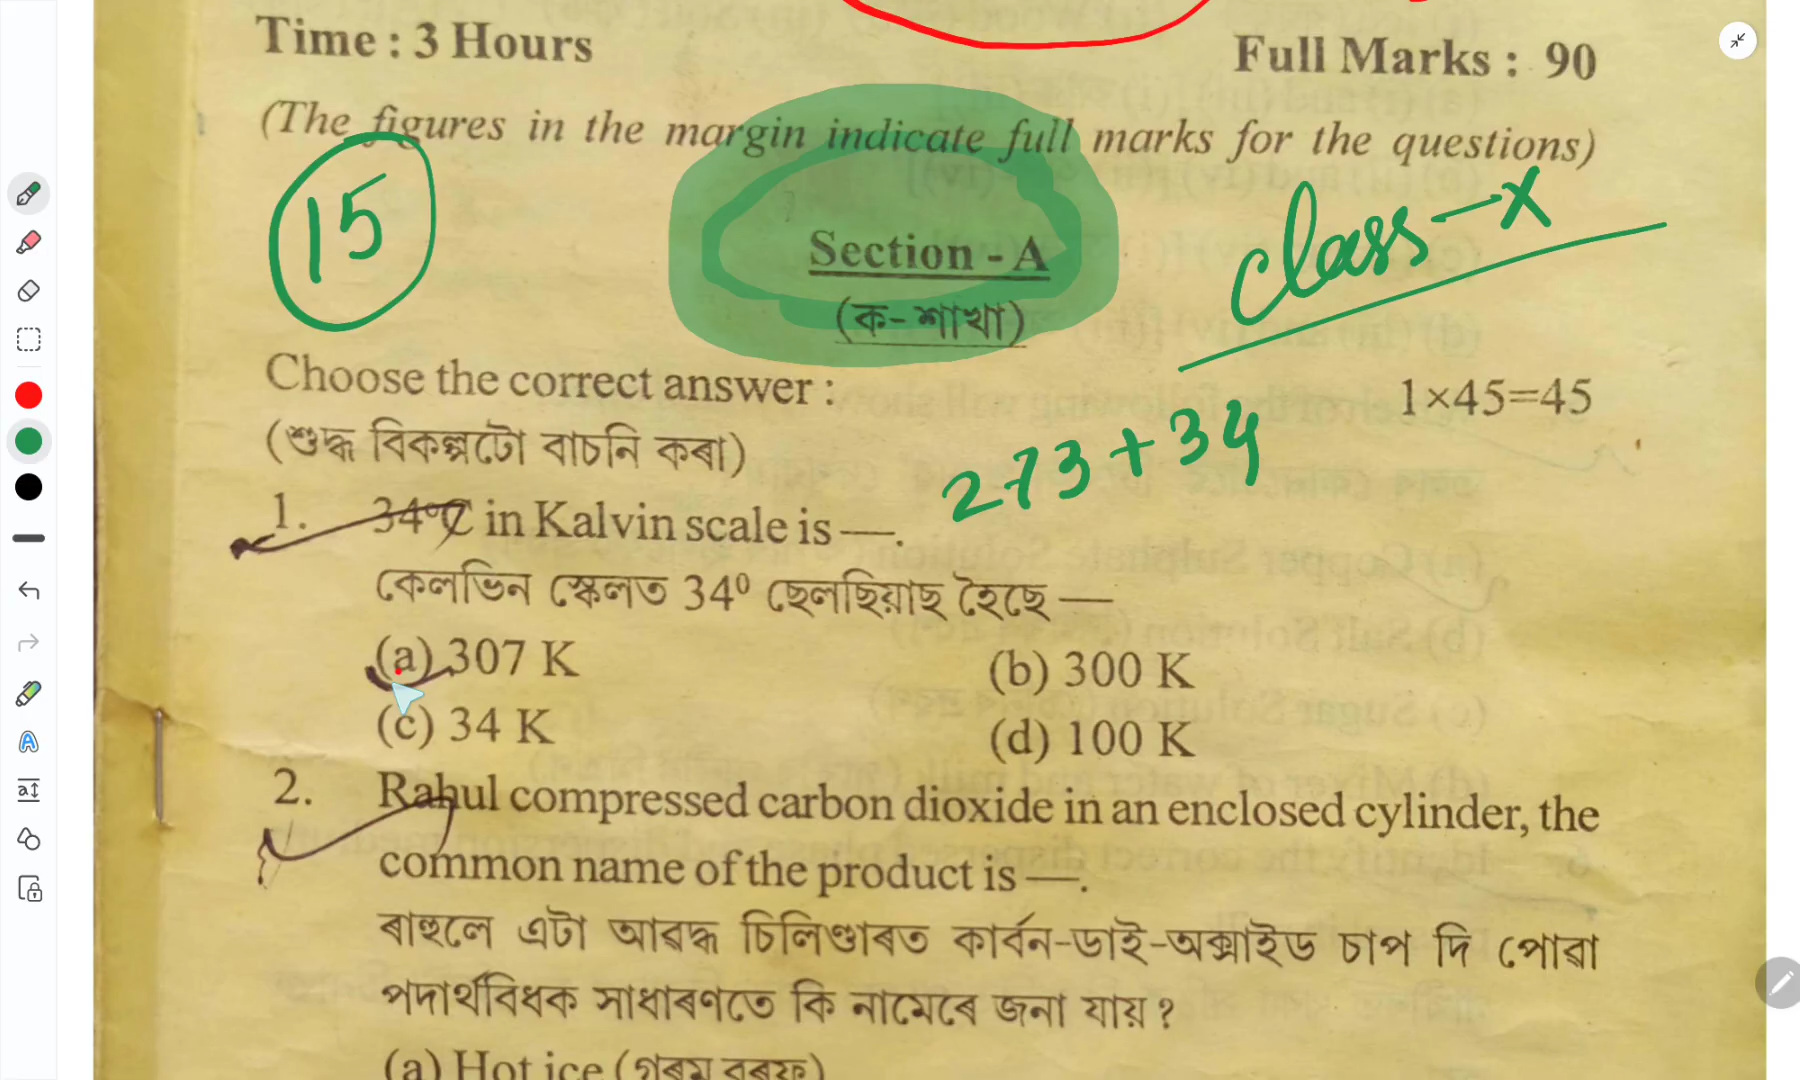 Time : 3 Hours
Full Marks : 90
(The figures in the margin indicate full marks for the questions)
15
Section - A
Class-X
(ক- শাখা)
Choose the correct answer :
1×45=45
(শুদ্ধ বিকল্পটো বাচনি কৰা)
273+34
1. 34°C in Kalvin scale is —.
কেলভিন স্কেলত 34⁰ ছেলছিয়াছ হৈছে —
(a) 307 K
(b) 300 K
(c) 34 K
(d) 100 K
2. Rahul compressed carbon dioxide in an enclosed cylinder, the
common name of the product is —.
ৰাহুলে এটা আৱদ্ধ চিলিণ্ডাৰত কাৰ্বন-ডাই-অক্সাইড চাপ দি পোৱা
পদাৰ্থবিধক সাধাৰণতে কি নামেৰে জনা যায় ?
(a) Hot ice (গৰম বৰফ)